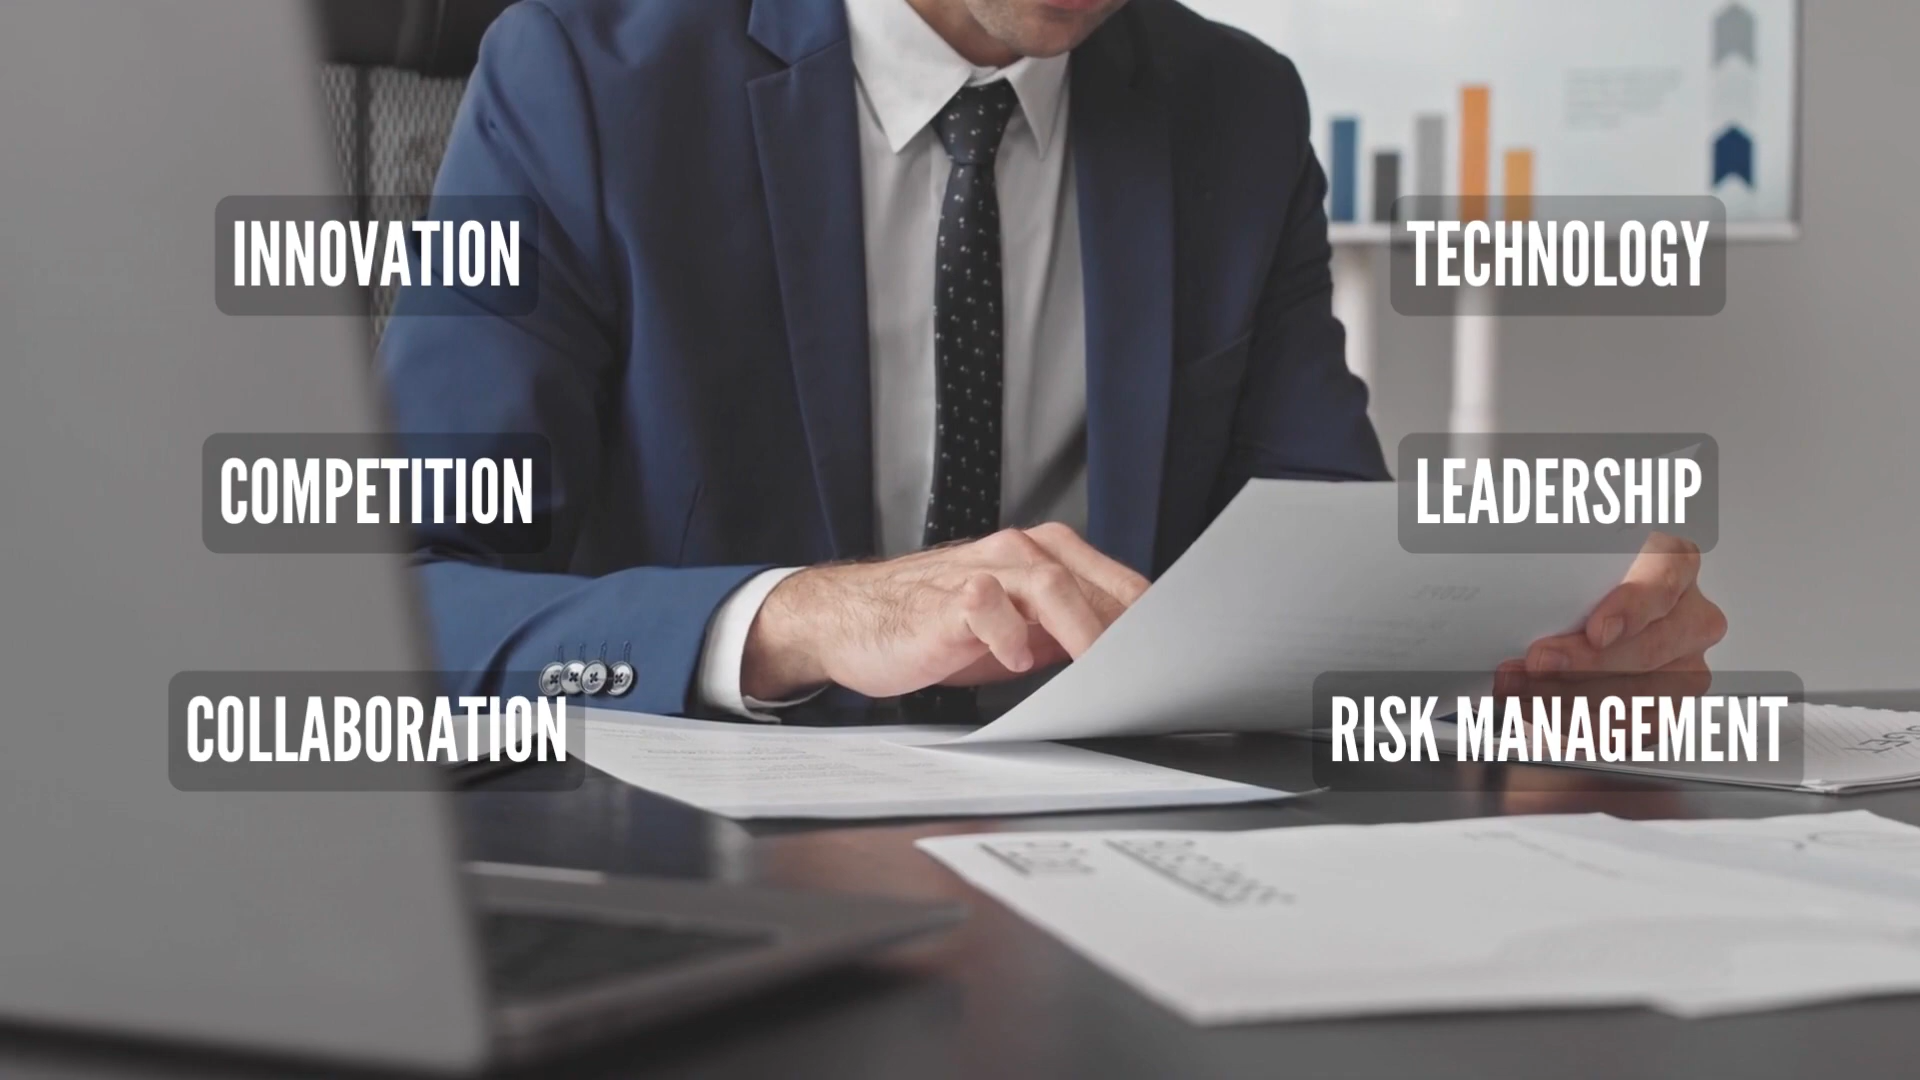 INNOVATION
TECHNOLOGY
COMPETITION
LEADERSHIP
COLLABORATION
RISK MANAGEMENT